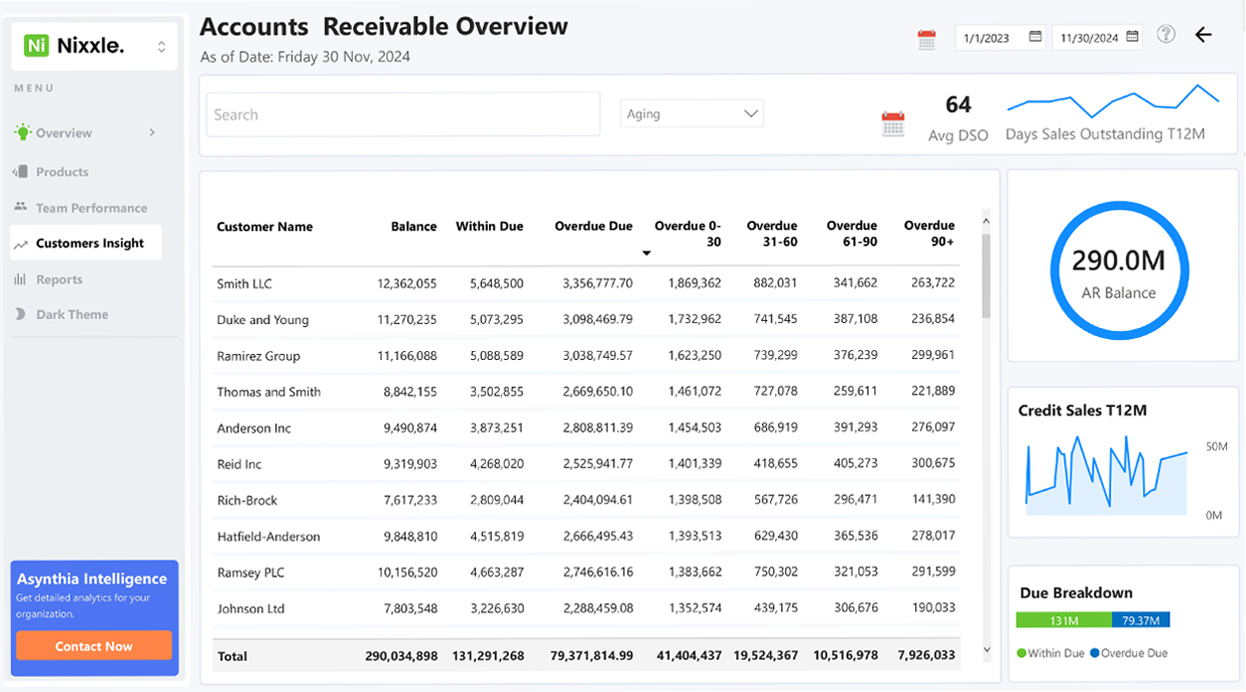 Ni Nixxle.
MENU
Overview
Products
Team Performance
Customers Insight
Reports
Dark Theme
Asynthia Intelligence
Get detailed analytics for your
organization.
Contact Now
Accounts Receivable Overview
As of Date: Friday 30 Nov, 2024
1/1/2023 11/30/2024 ?
Search
Aging
64
Avg DSO
Days Sales Outstanding T12M
Customer Name Balance Within Due Overdue Due Overdue 0-30 Overdue 31-60 Overdue 61-90 Overdue 90+
Smith LLC 12,362,055 5,648,500 3,356,777.70 1,869,362 882,031 341,662 263,722
Duke and Young 11,270,235 5,073,295 3,098,469.79 1,732,962 741,545 387,108 236,854
Ramirez Group 11,166,088 5,088,589 3,038,749.57 1,623,250 739,299 376,239 299,961
Thomas and Smith 8,842,155 3,502,855 2,669,650.10 1,461,072 727,078 259,611 221,889
Anderson Inc 9,490,874 3,873,251 2,808,811.39 1,454,503 686,919 391,293 276,097
Reid Inc 9,319,903 4,268,020 2,525,941.77 1,401,339 418,655 405,273 300,675
Rich-Brock 7,617,233 2,809,044 2,404,094.61 1,398,508 567,726 296,471 141,390
Hatfield-Anderson 9,848,810 4,515,819 2,666,495.43 1,393,513 629,430 365,536 278,017
Ramsey PLC 10,156,520 4,663,287 2,746,616.16 1,383,662 750,302 321,053 291,599
Johnson Ltd 7,803,548 3,226,630 2,288,459.08 1,352,574 439,175 306,676 190,033
Total 290,034,898 131,291,268 79,371,814.99 41,404,437 19,524,367 10,516,978 7,926,033
290.0M
AR Balance
Credit Sales T12M
50M
0M
Due Breakdown
131M 79.37M
Within Due Overdue Due